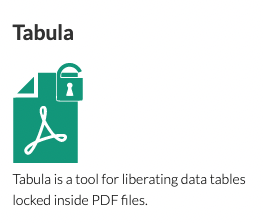 Tabula
Tabula is a tool for liberating data tables
locked inside PDF files.